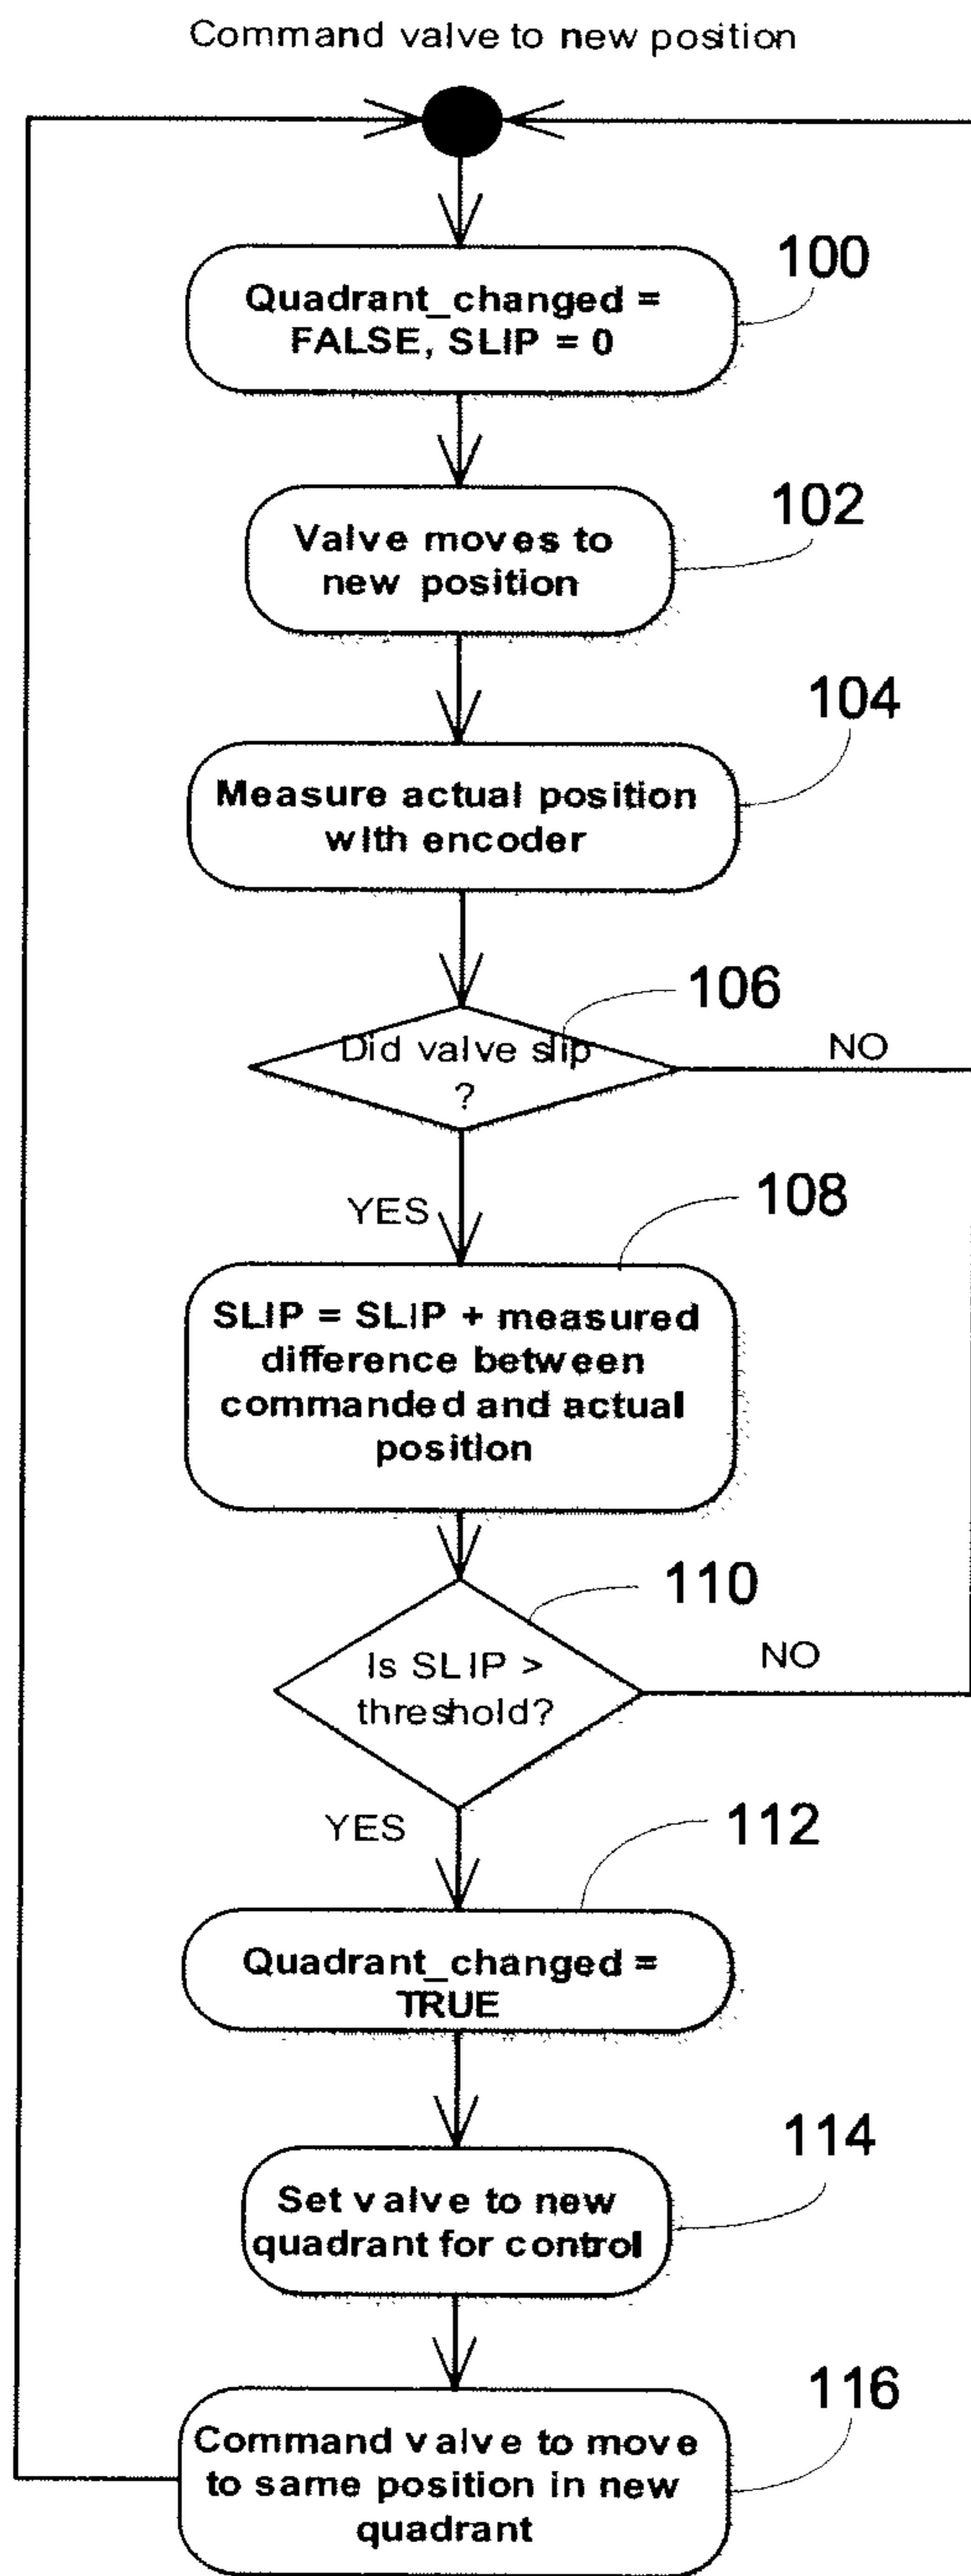 Command valve to new position
100
Quadrant_changed =
FALSE, SLIP = 0
102
Valve moves to
new position
104
Measure actual position
with encoder
106
Did valve slip
?
NO
YES
108
SLIP = SLIP + measured
difference between
commanded and actual
position
110
Is SLIP >
threshold?
NO
YES
112
Quadrant_changed =
TRUE
114
Set valve to new
quadrant for control
116
Command valve to move
to same position in new
quadrant